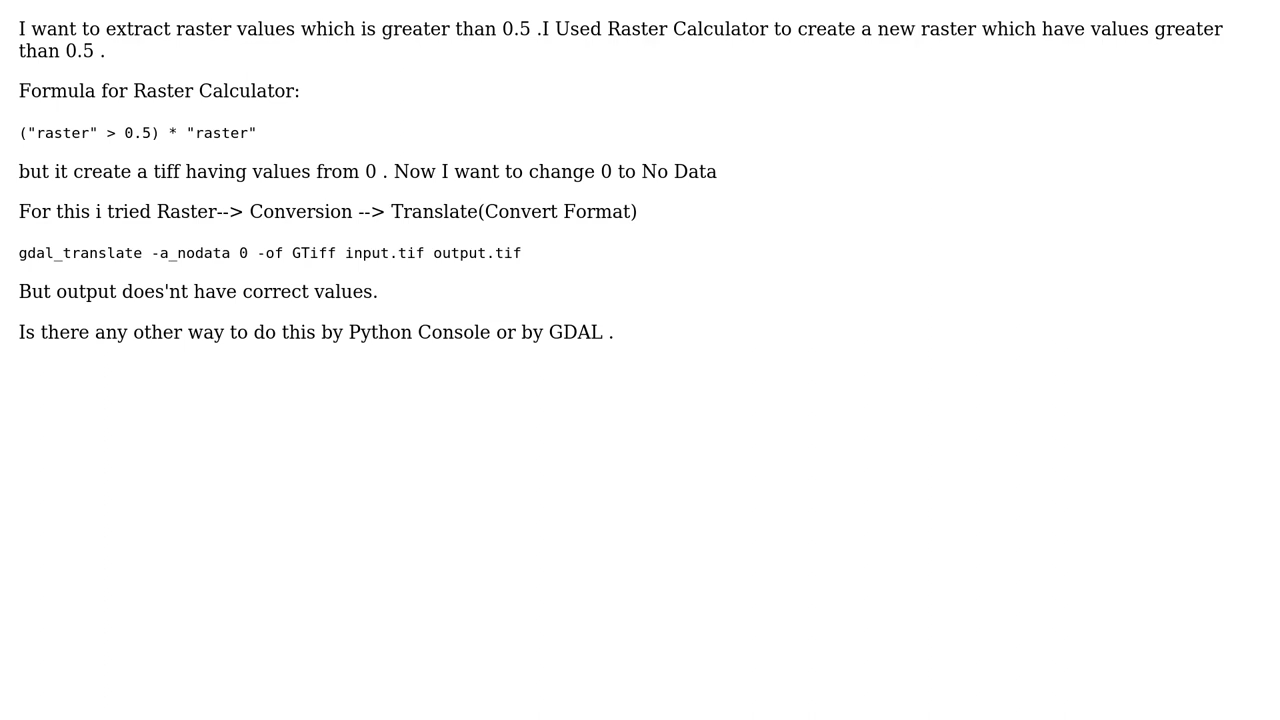 I want to extract raster values which is greater than 0.5 .I Used Raster Calculator to create a new raster which have values greater
than 0.5 .
Formula for Raster Calculator:
("raster" > 0.5) * "raster"
but it create a tiff having values from 0 . Now I want to change 0 to No Data
For this i tried Raster--> Conversion --> Translate(Convert Format)
gdal_translate -a_nodata 0 -of GTiff input.tif output.tif
But output does'nt have correct values.
Is there any other way to do this by Python Console or by GDAL .